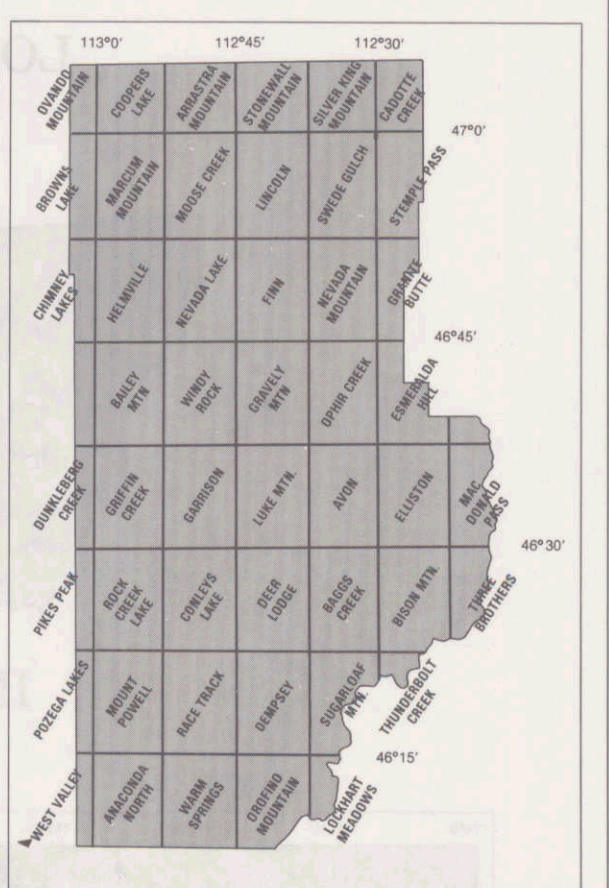 LO
113°0' 112°45' 112°30'
OVANDO
MOUNTAIN
COOPERS
LAKE
ARRASTRA
MOUNTAIN
STONEWALL
MOUNTAIN
SILVER KING
MOUNTAIN
CADOTTE
CREEK
47°0'
BROWNS
LAKE
MARCUM
MOUNTAIN
MOOSE CREEK
LINCOLN
SWEDE GULCH
STEMPLE PASS
CHIMNEY
LAKES
HELMVILLE
NEVADA LAKE
FINN
NEVADA
MOUNTAIN
GRANITE
BUTTE
46°45'
BAILEY
MTN
WINDY
ROCK
GRAVELY
MTN
OPHIR CREEK
ESMERALDA
HILL
DUNKLEBERG
CREEK
GRIFFIN
CREEK
GARRISON
LUKE MTN.
AVON
ELLISTON
MAC
DONALD
PASS
46°30'
PIKES PEAK
ROCK
CREEK
LAKE
CONLEYS
LAKE
DEER
LODGE
BAGGS
CREEK
BISON MTN.
THREE
BROTHERS
POZEGA LAKES
MOUNT
POWELL
RACE TRACK
DEMPSEY
SUGARLOAF
MTN.
THUNDERBOLT
CREEK
46°15'
WEST VALLEY
ANACONDA
NORTH
WARM
SPRINGS
OROFINO
MOUNTAIN
LOCKHART
MEADOWS